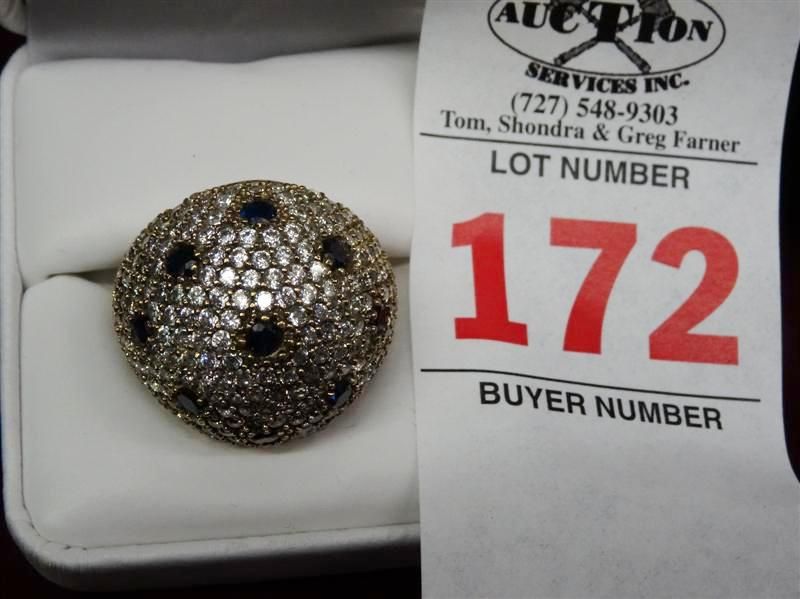 AUCTION
SERVICES INC.
(727) 548-9303
Tom, Shondra & Greg Farner
LOT NUMBER
172
BUYER NUMBER